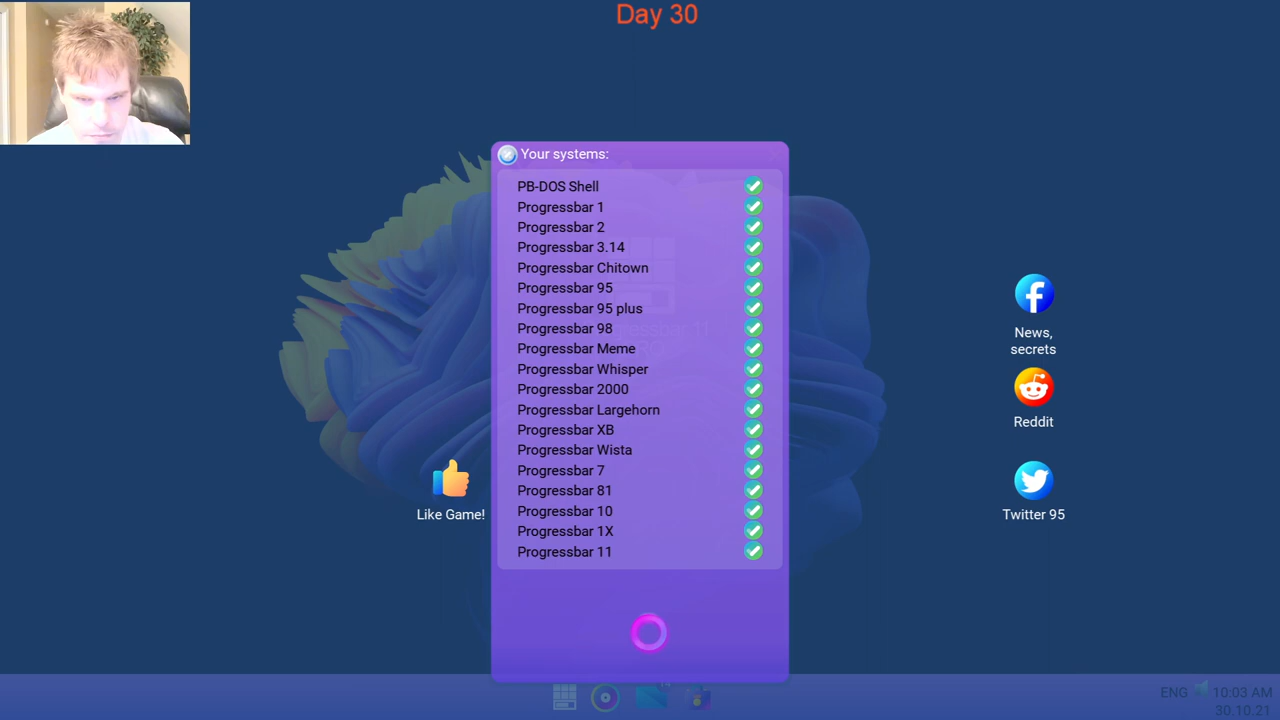 Day 30
Your systems:
PB-DOS Shell
Progressbar 1
Progressbar 2
Progressbar 3.14
Progressbar Chitown
Progressbar 95
Progressbar 95 plus
Progressbar 98
Progressbar Meme
Progressbar Whisper
Progressbar 2000
Progressbar Largehorn
Progressbar XB
Progressbar Wista
Progressbar 7
Progressbar 81
Progressbar 10
Progressbar 1X
Progressbar 11
Like Game!
News,
secrets
Reddit
Twitter 95
ENG
10:03 AM
30.10.21